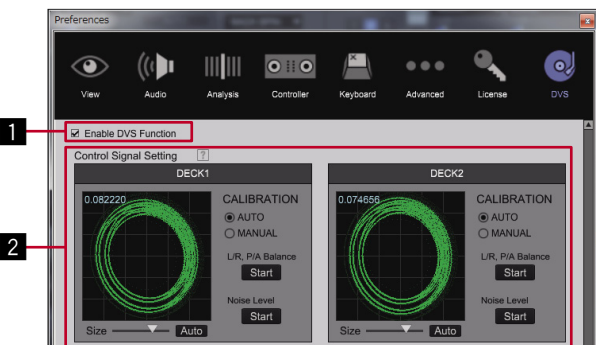 Preferences
View Audio Analysis Controller Keyboard Advanced License DVS
1
Enable DVS Function
Control Signal Setting ?
DECK1 DECK2
0.082220 CALIBRATION 0.074656 CALIBRATION
AUTO AUTO
MANUAL MANUAL
2
L/R, P/A Balance L/R, P/A Balance
Start Start
Noise Level Noise Level
Start Start
Size Auto Size Auto